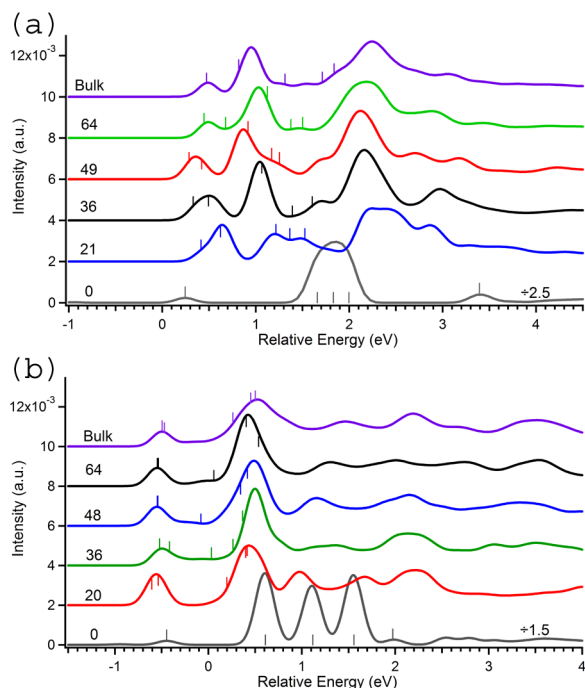 (a)
12x10⁻³
10
8
6
4
2
0
Intensity (a.u.)
Bulk
64
49
36
21
0
÷2.5
-1 0 1 2 3 4
Relative Energy (eV)
(b)
12x10⁻³
10
8
6
4
2
0
Intensity (a.u.)
Bulk
64
48
36
20
0
÷1.5
-1 0 1 2 3 4
Relative Energy (eV)